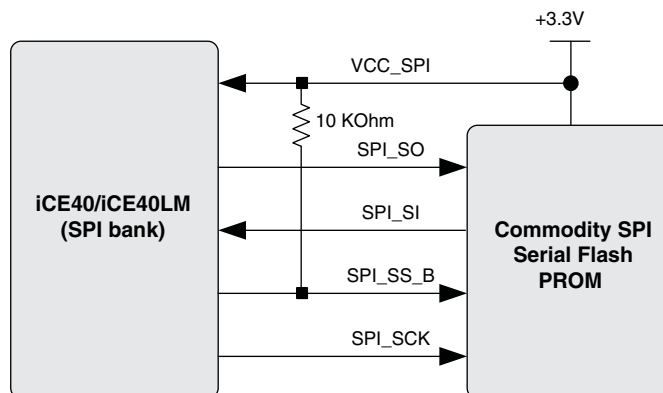 +3.3V
VCC_SPI
10 KOhm
SPI_SO
iCE40/iCE40LM
(SPI bank)
SPI_SI
Commodity SPI
Serial Flash
PROM
SPI_SS_B
SPI_SCK